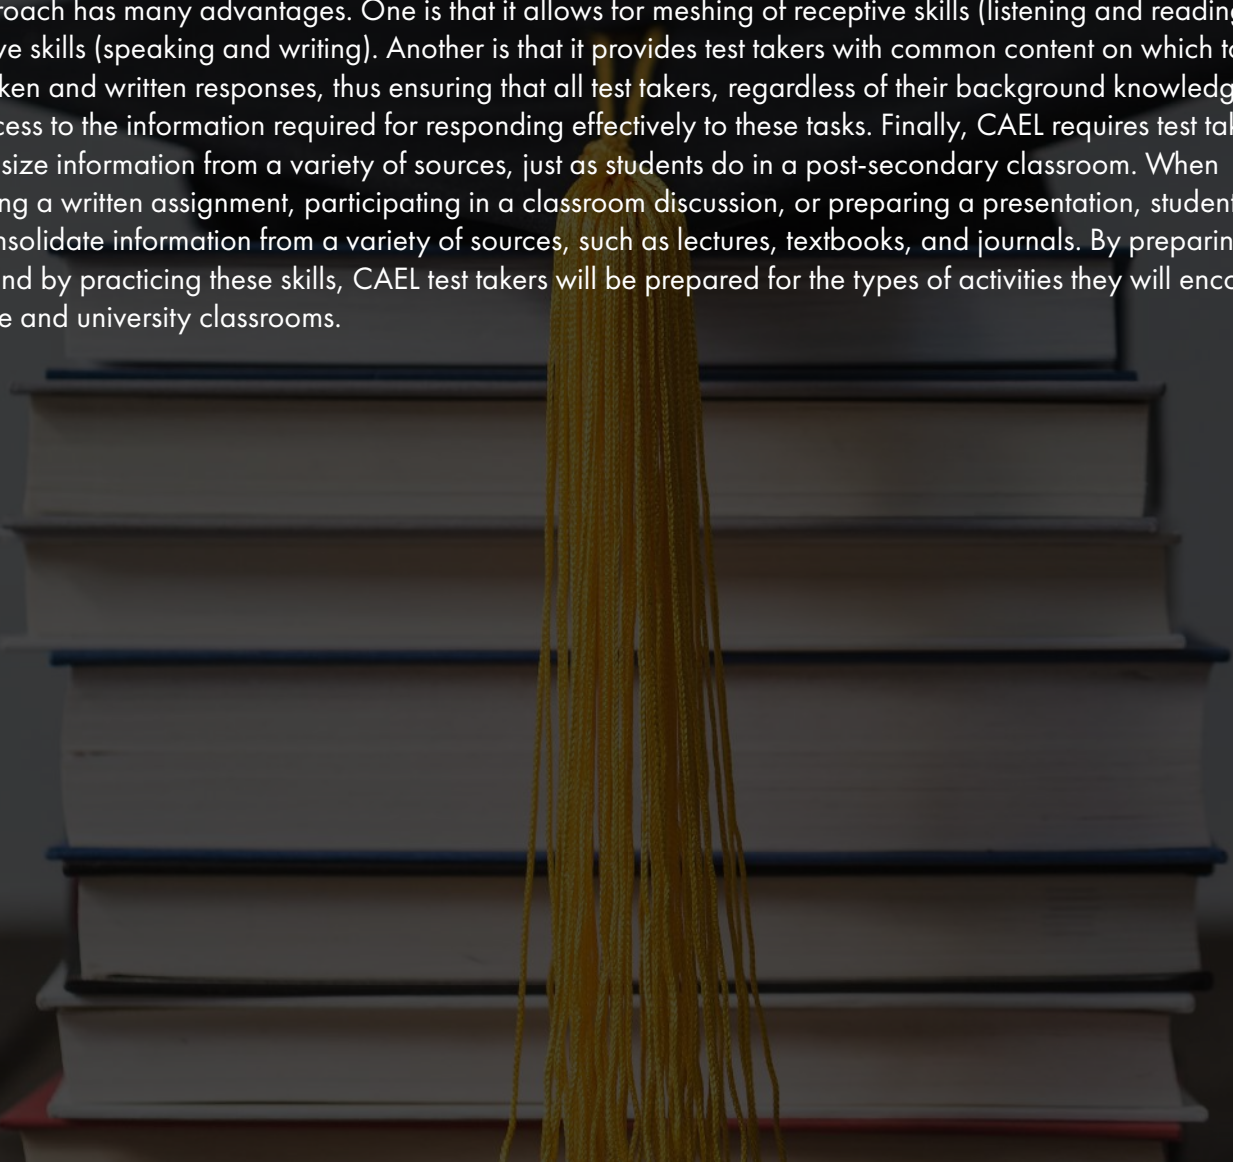 roach has many advantages. One is that it allows for meshing of receptive skills (listening and reading
ve skills (speaking and writing). Another is that it provides test takers with common content on which to
ken and written responses, thus ensuring that all test takers, regardless of their background knowledg
cess to the information required for responding effectively to these tasks. Finally, CAEL requires test tak
size information from a variety of sources, just as students do in a post-secondary classroom. When
ng a written assignment, participating in a classroom discussion, or preparing a presentation, student
nsolidate information from a variety of sources, such as lectures, textbooks, and journals. By preparin
nd by practicing these skills, CAEL test takers will be prepared for the types of activities they will enco
e and university classrooms.